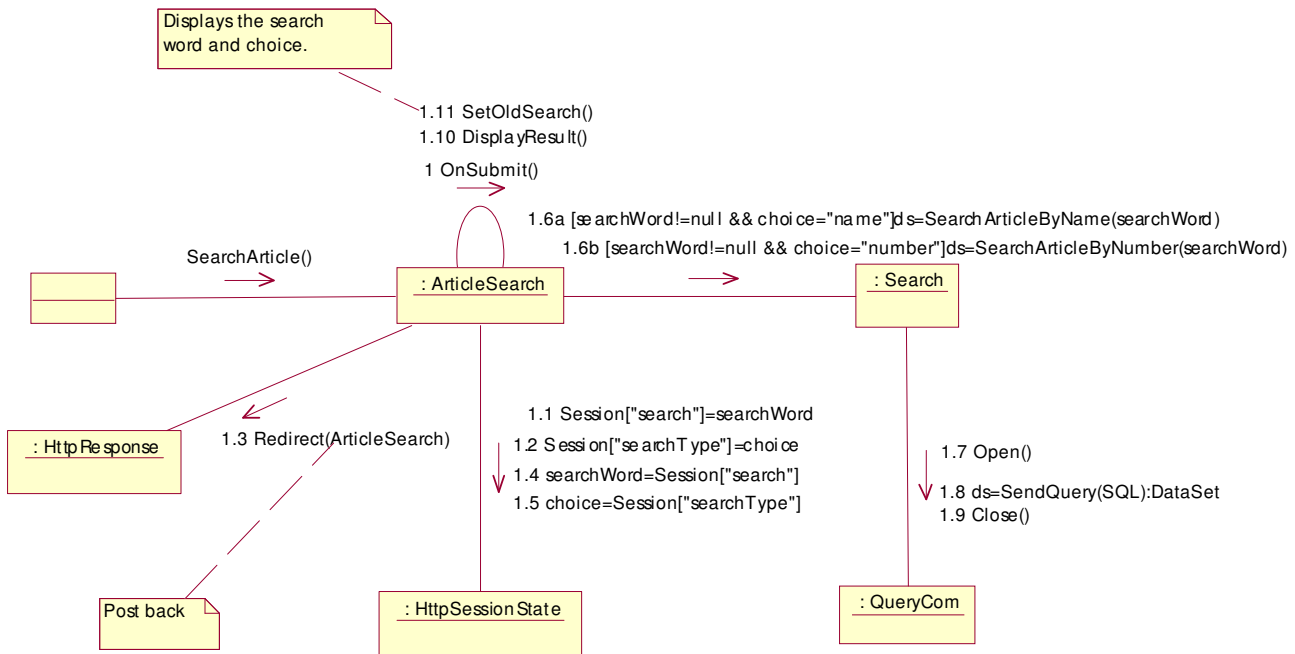 Displays the search
word and choice.
1.11 SetOldSearch()
1.10 DisplayResult()
1 OnSubmit()
1.6a [searchWord!=null && choice="name"]ds=SearchArticleByName(searchWord)
1.6b [searchWord!=null && choice="number"]ds=SearchArticleByNumber(searchWord)
SearchArticle()
: ArticleSearch
: Search
1.1 Session["search"]=searchWord
1.2 Session["searchType"]=choice
1.4 searchWord=Session["search"]
1.5 choice=Session["searchType"]
1.3 Redirect(ArticleSearch)
: HttpResponse
1.7 Open()
1.8 ds=SendQuery(SQL):DataSet
1.9 Close()
Post back
: HttpSessionState
: QueryCom